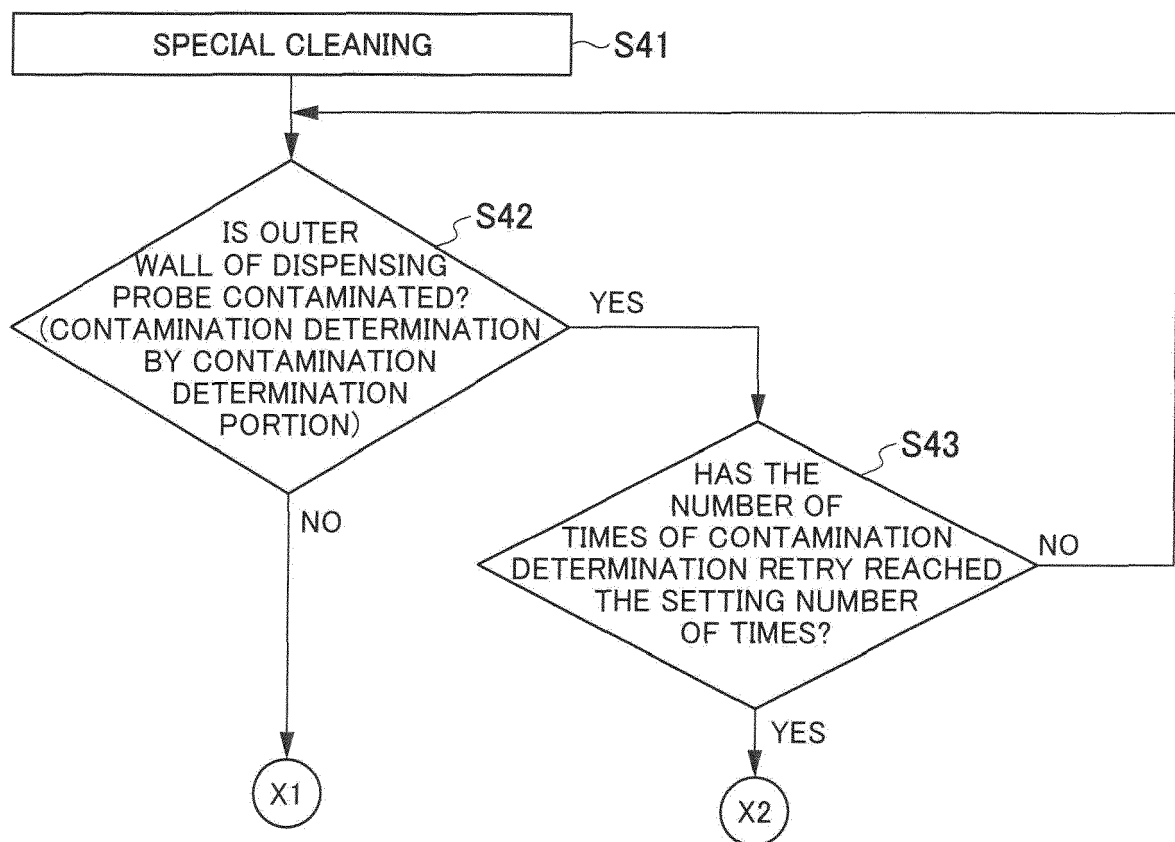 SPECIAL CLEANING
S41
S42
IS OUTER
WALL OF DISPENSING
PROBE CONTAMINATED?
(CONTAMINATION DETERMINATION
BY CONTAMINATION
DETERMINATION
PORTION)
YES
NO
S43
HAS THE
NUMBER OF
TIMES OF CONTAMINATION
DETERMINATION RETRY REACHED
THE SETTING NUMBER
OF TIMES?
NO
YES
X1
X2